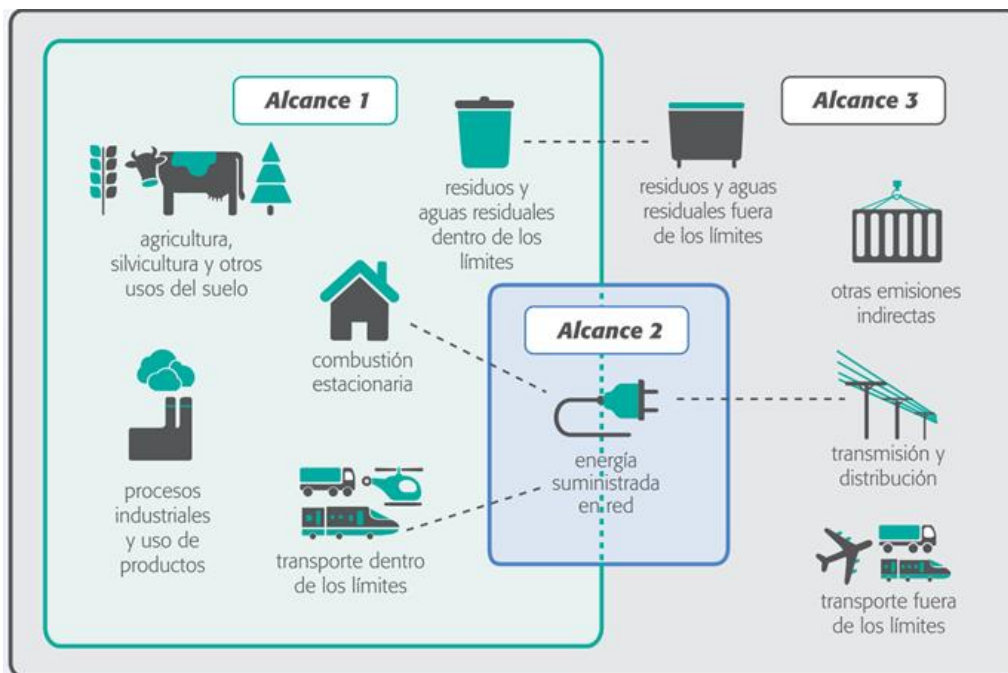 Alcance 1
Alcance 3
residuos y
aguas residuales
dentro de los
límites
residuos y aguas
residuales fuera
de los límites
agricultura,
silvicultura y otros
usos del suelo
otras emisiones
indirectas
Alcance 2
combustión
estacionaria
energía
suministrada
en red
transmisión y
distribución
procesos
industriales
y uso de
productos
transporte dentro
de los límites
transporte fuera
de los límites